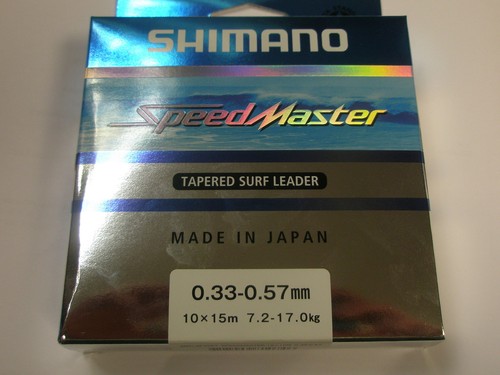 SHIMANO
SpeedMaster
TAPERED SURF LEADER
MADE IN JAPAN
0.33-0.57mm
10×15m 7.2-17.0kg